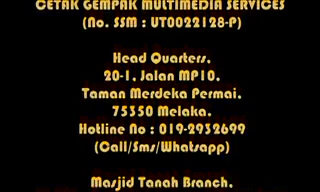 CETAK GEMPAK MULTIMEDIA SERVICES
(No. SSM : UT0022128-P)
Head Quarters.
20-1, Jalan MP10,
Taman Merdeka Permai,
75350 Melaka.
Hotline No : 019-2932699
(Call/Sms/Whatsapp)
Masjid Tanah Branch.